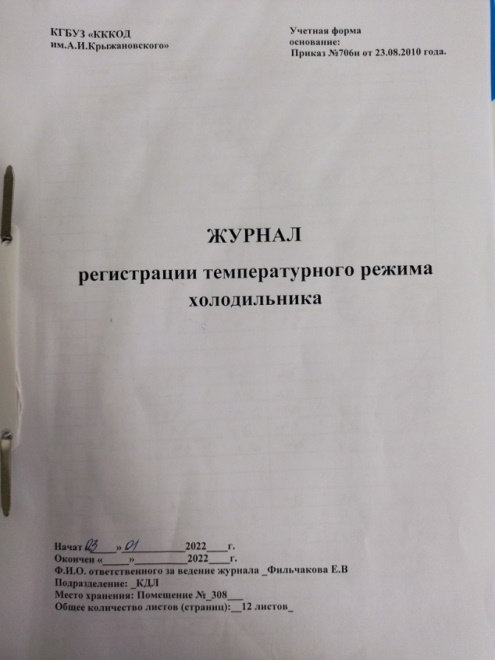 КГБУЗ «КККОД
им.А.И.Крыжановского»
Учетная форма
основание:
Приказ №706н от 23.08.2010 года.
ЖУРНАЛ
регистрации температурного режима
холодильника
Начат 03 » 01 2022 г.
Окончен «_____»__________2022____г.
Ф.И.О. ответственного за ведение журнала _Фильчакова Е.В
Подразделение: _КДЛ
Место хранения: Помещение №_308___
Общее количество листов (страниц):__12 листов_